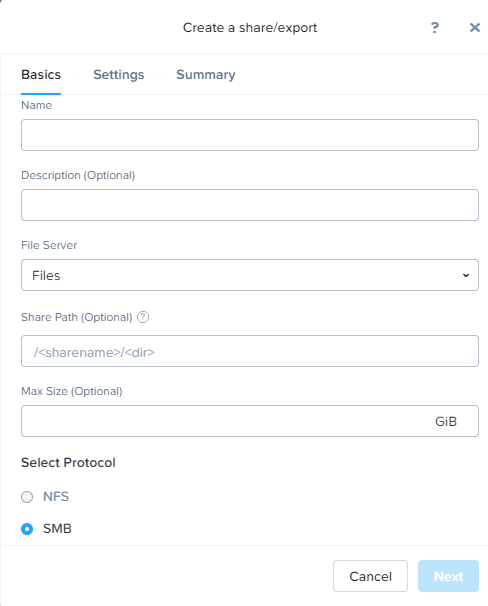 Create a share/export ? ×
Basics · Settings · Summary
Name
Description (Optional)
File Server
Files
Share Path (Optional) ?
/<sharename>/<dir>
Max Size (Optional)
GiB
Select Protocol
NFS
SMB
Cancel Next